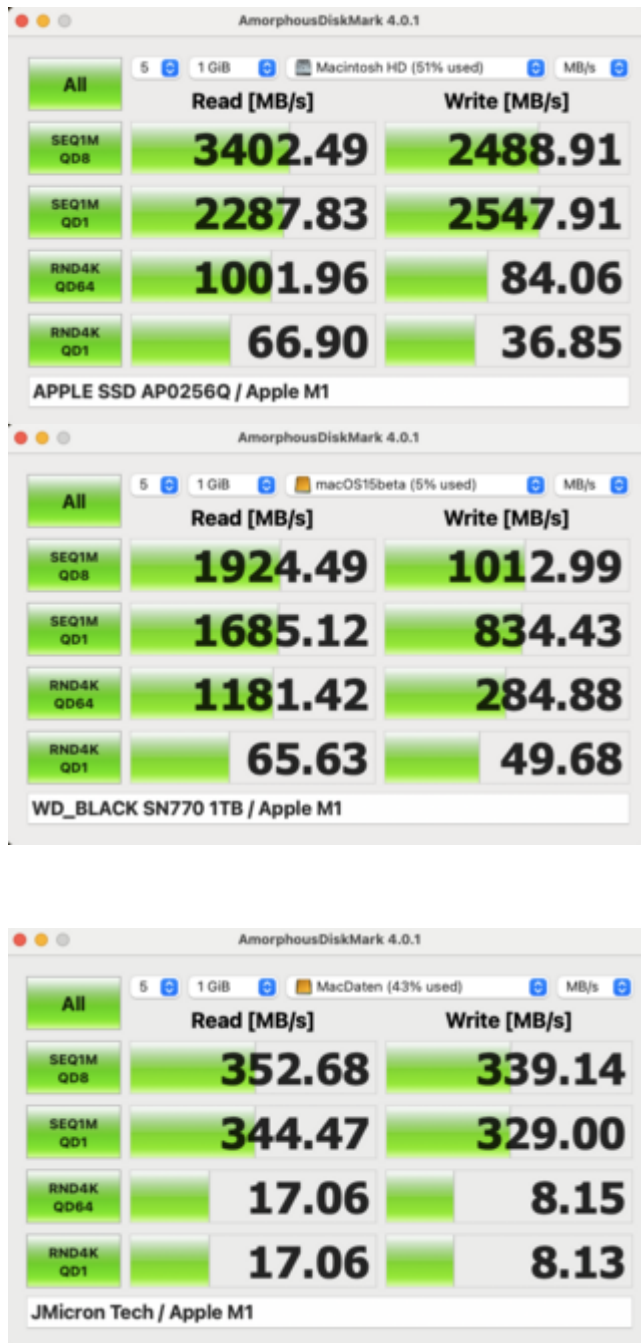 AmorphousDiskMark 4.0.1
All 5 1 GiB Macintosh HD (51% used) MB/s
Read [MB/s] Write [MB/s]
SEQ1M QD8 3402.49 2488.91
SEQ1M QD1 2287.83 2547.91
RND4K QD64 1001.96 84.06
RND4K QD1 66.90 36.85
APPLE SSD AP0256Q / Apple M1
AmorphousDiskMark 4.0.1
All 5 1 GiB macOS15beta (5% used) MB/s
Read [MB/s] Write [MB/s]
SEQ1M QD8 1924.49 1012.99
SEQ1M QD1 1685.12 834.43
RND4K QD64 1181.42 284.88
RND4K QD1 65.63 49.68
WD_BLACK SN770 1TB / Apple M1
AmorphousDiskMark 4.0.1
All 5 1 GiB MacDaten (43% used) MB/s
Read [MB/s] Write [MB/s]
SEQ1M QD8 352.68 339.14
SEQ1M QD1 344.47 329.00
RND4K QD64 17.06 8.15
RND4K QD1 17.06 8.13
JMicron Tech / Apple M1